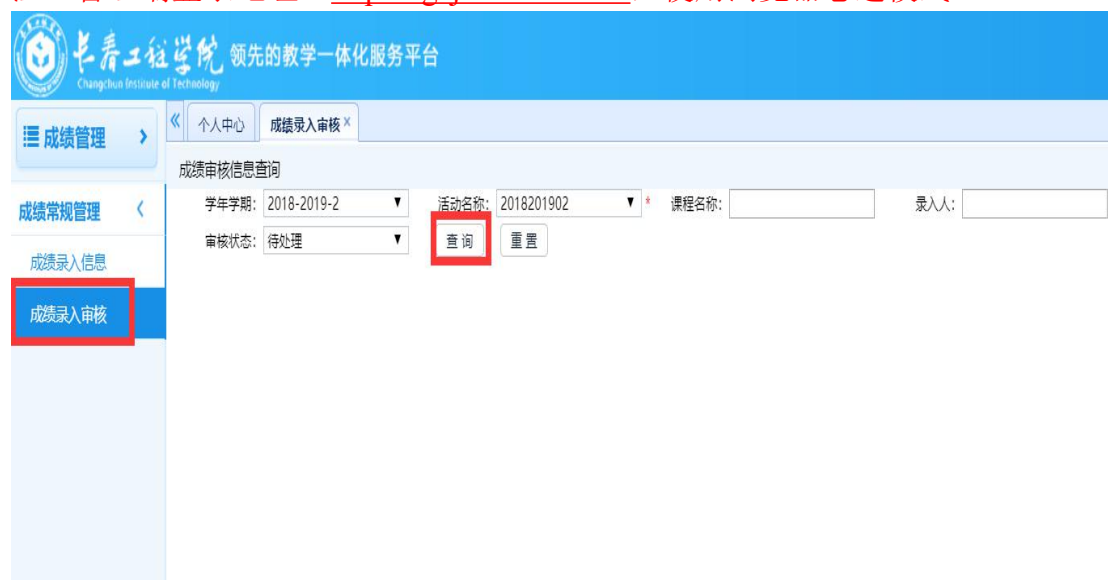 长春工程学院 领先的教学一体化服务平台
Changchun Institute of Technology
成绩管理
成绩常规管理
成绩录入信息
成绩录入审核
个人中心 成绩录入审核 ×
成绩审核信息查询
学年学期: 2018-2019-2 活动名称: 2018201902 * 课程名称: 录入人:
审核状态: 待处理 查询 重置